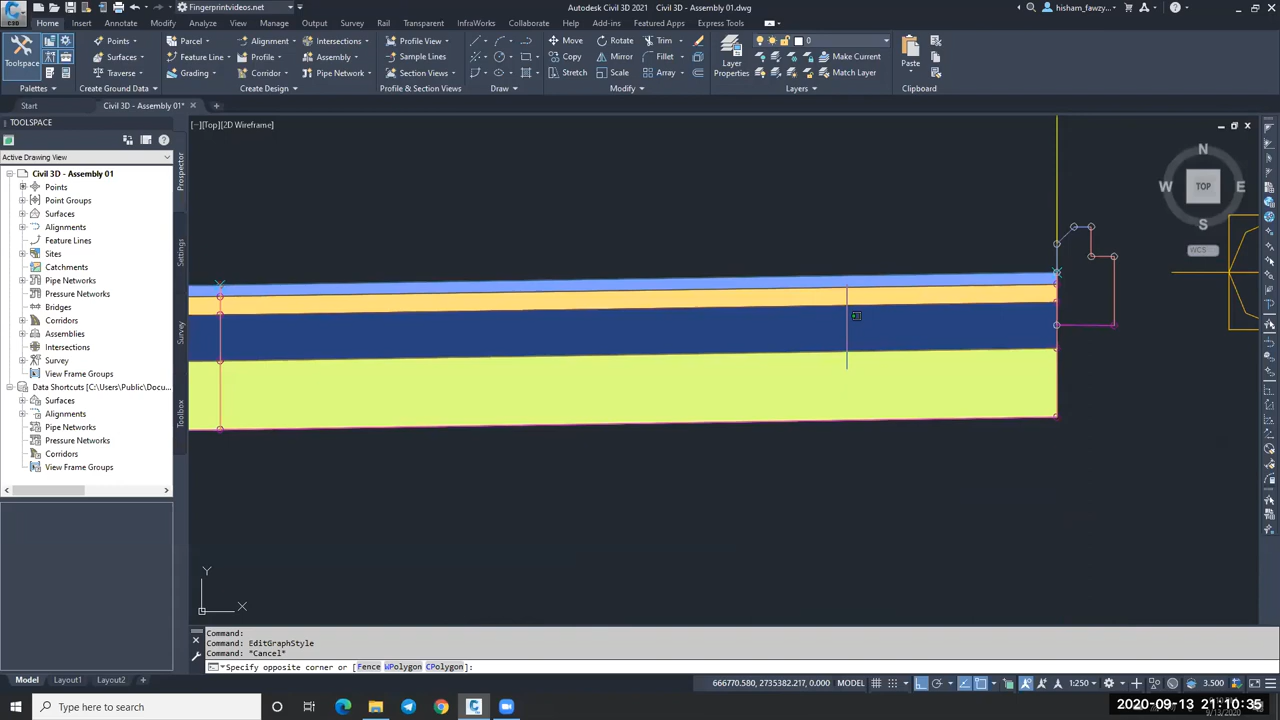 Fingerprintvideos.net
Autodesk Civil 3D 2021 Civil 3D - Assembly 01.dwg
hisham_fawzy...
Home Insert Annotate Modify Analyze View Manage Output Survey Rail Transparent InfraWorks Collaborate Help Add-ins Featured Apps Express Tools
Points Parcel Alignment Intersections Profile View Move Rotate Trim 0
Surfaces Feature Line Profile Assembly Sample Lines Copy Mirror Fillet Make Current
Toolspace Traverse Grading Corridor Pipe Network Section Views Stretch Scale Array Layer Properties Match Layer Paste
Palettes Create Ground Data Create Design Profile & Section Views Draw Modify Layers Clipboard
Start Civil 3D - Assembly 01*
TOOLSPACE
[−][Top][2D Wireframe]
Active Drawing View
Civil 3D - Assembly 01
Points
Point Groups
Surfaces
Alignments
Feature Lines
Sites
Catchments
Pipe Networks
Pressure Networks
Bridges
Corridors
Assemblies
Intersections
Survey
View Frame Groups
Data Shortcuts [C:\Users\Public\Docu...
Surfaces
Alignments
Pipe Networks
Pressure Networks
Corridors
View Frame Groups
Prospector
Settings
Survey
Toolbox
N
W TOP E
S
WCS
Y
X
Command:
Command: EditGraphStyle
Command: *Cancel*
Specify opposite corner or [Fence WPolygon CPolygon]:
Model Layout1 Layout2
666770.580, 2735382.217, 0.000 MODEL 1:250 3.500
Type here to search
2020-09-13 21:10:35